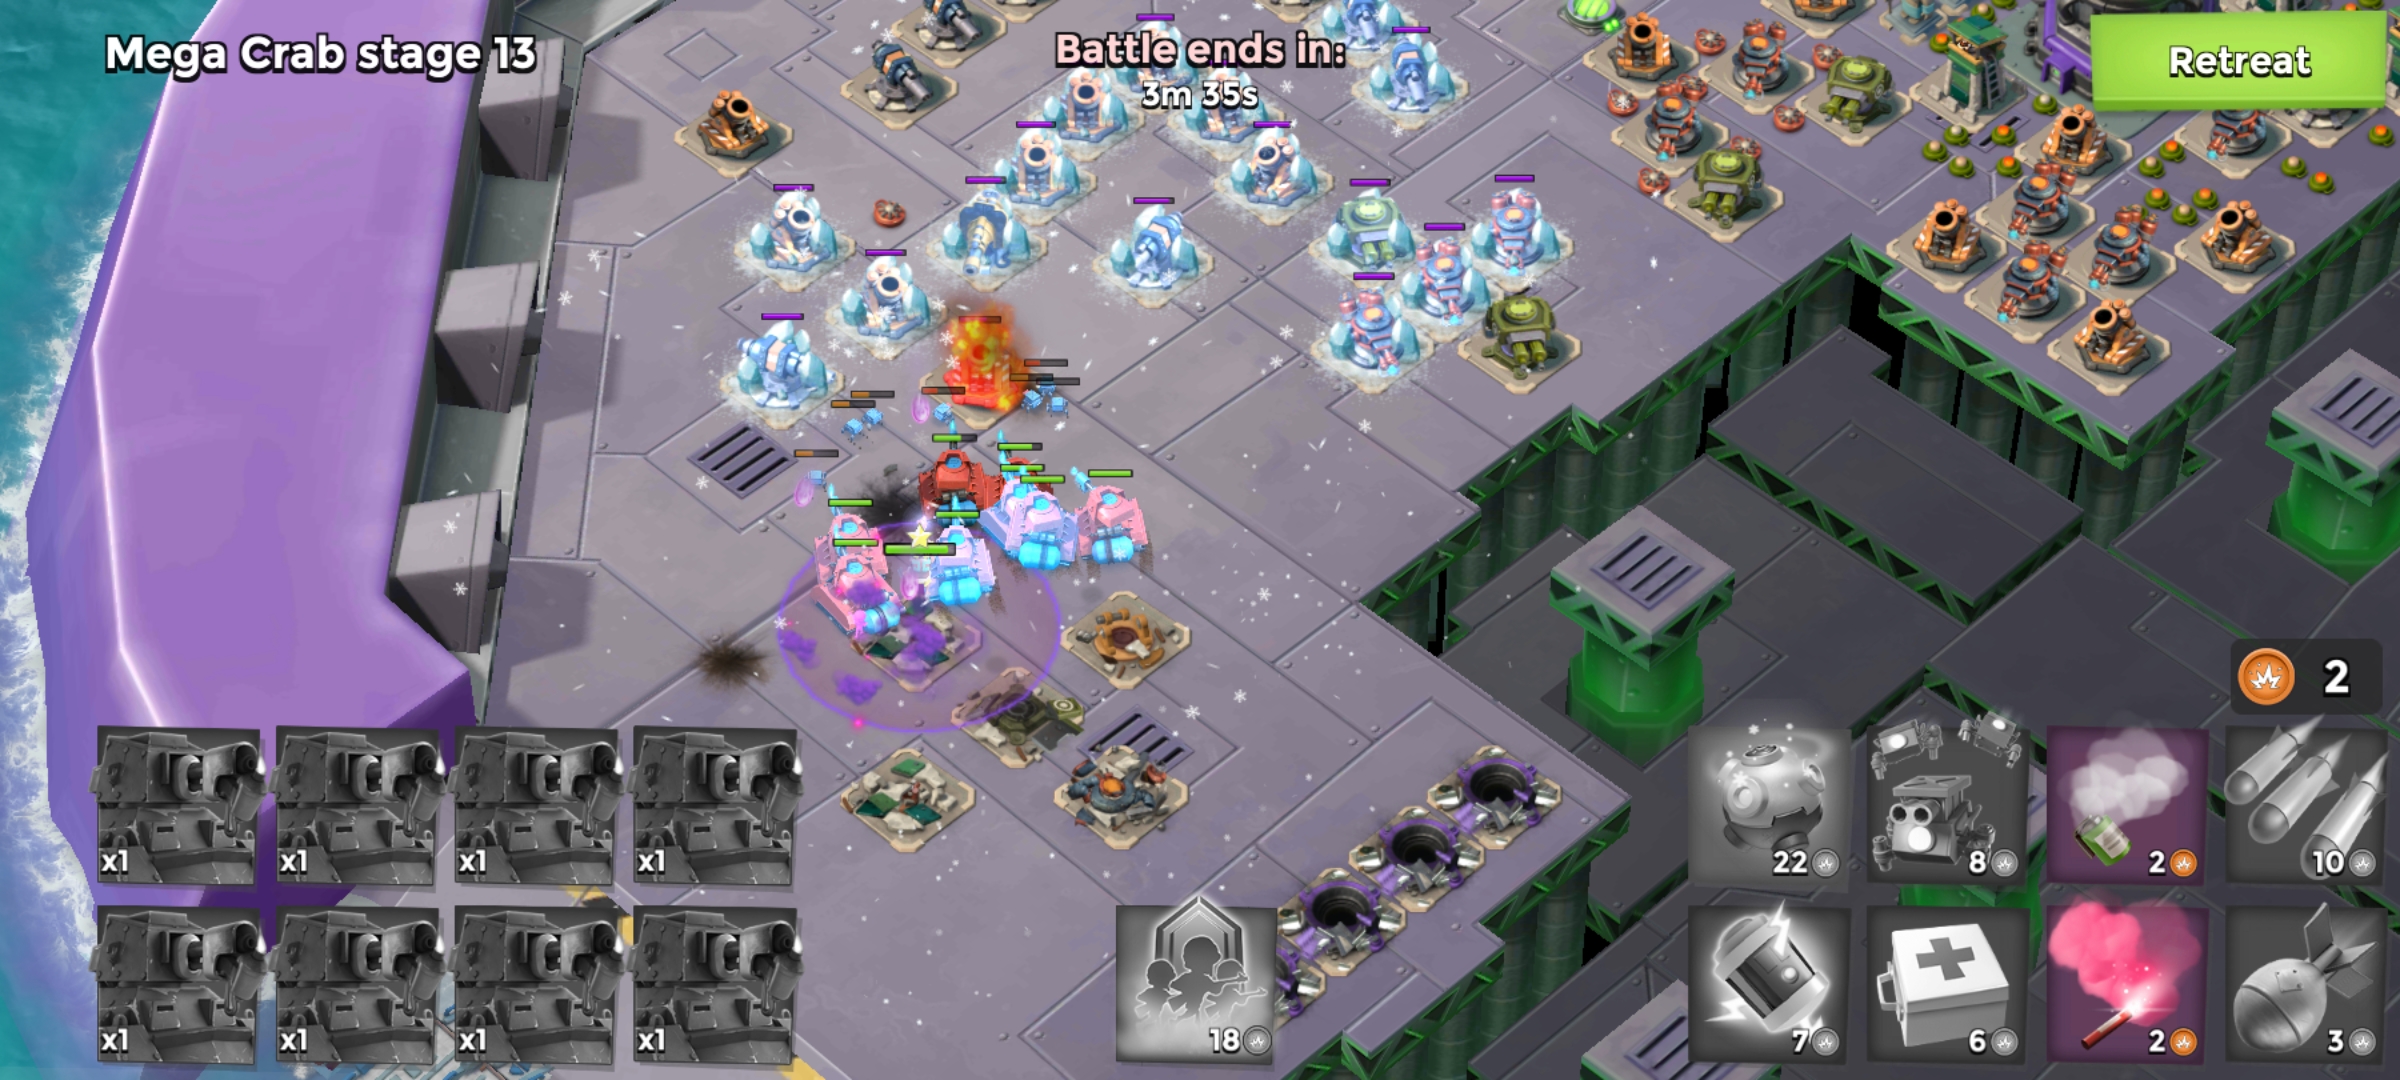 Mega Crab stage 13
Battle ends in:
3m 35s
Retreat
2
x1
x1
x1
x1
22
8
2
10
x1
x1
x1
x1
18
7
6
2
3